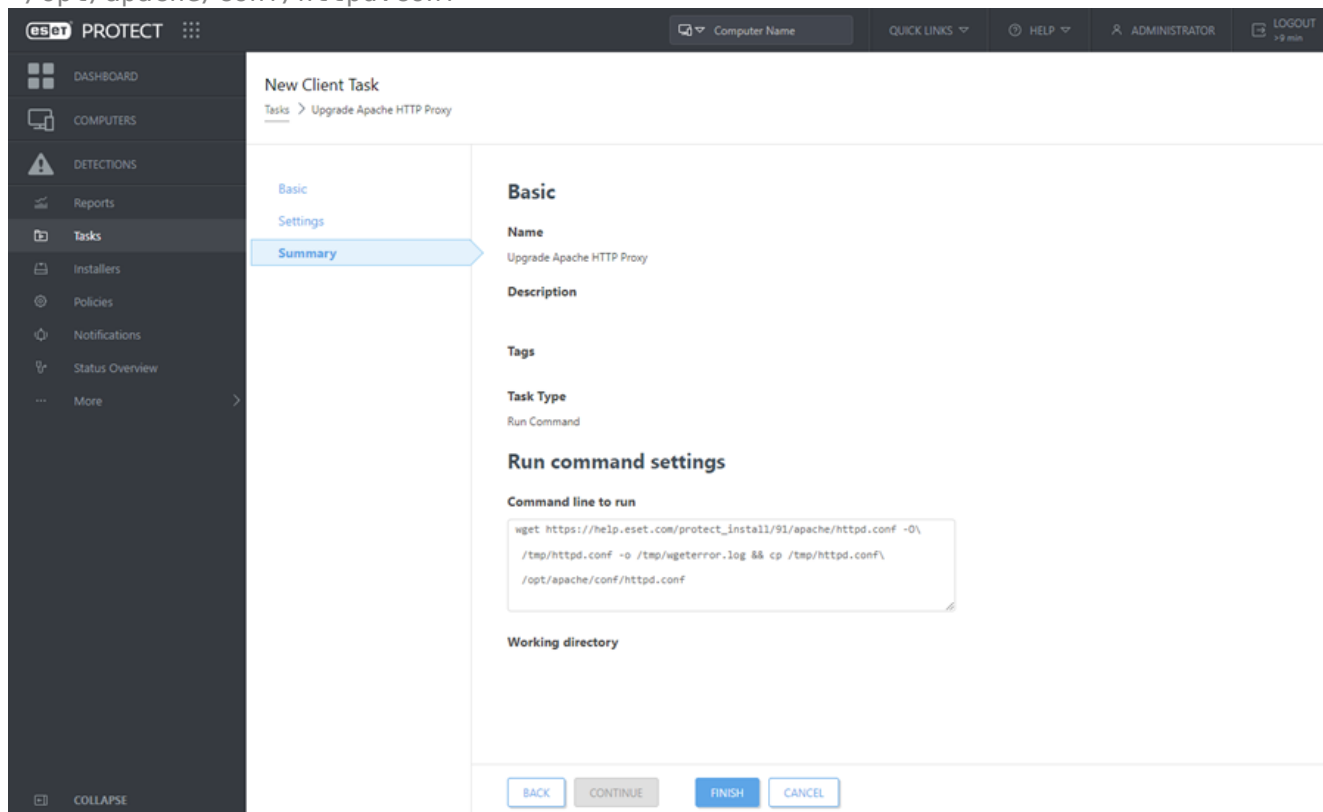 /opt/apache/conf/httpd.conf
eset PROTECT
Computer Name
QUICK LINKS
HELP
ADMINISTRATOR
LOGOUT
>9 min
DASHBOARD
COMPUTERS
DETECTIONS
Reports
Tasks
Installers
Policies
Notifications
Status Overview
More
COLLAPSE
New Client Task
Tasks > Upgrade Apache HTTP Proxy
Basic
Settings
Summary
Basic
Name
Upgrade Apache HTTP Proxy
Description
Tags
Task Type
Run Command
Run command settings
Command line to run
wget https://help.eset.com/protect_install/91/apache/httpd.conf -O\
/tmp/httpd.conf -o /tmp/wgeterror.log && cp /tmp/httpd.conf\
/opt/apache/conf/httpd.conf
Working directory
BACK
CONTINUE
FINISH
CANCEL